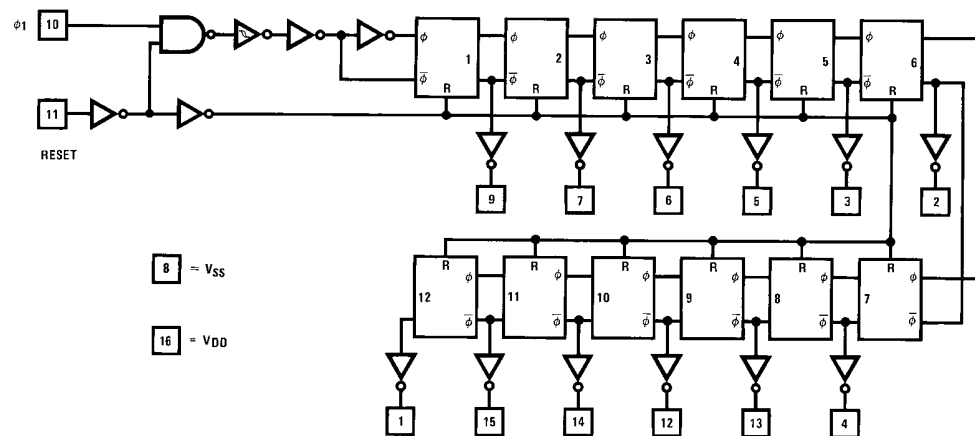 ϕ1 10
ϕ ϕ ϕ ϕ ϕ ϕ
1 2 3 4 5 6
ϕ̅ ϕ̅ ϕ̅ ϕ̅ ϕ̅ ϕ̅
R R R R R R
11
RESET
9 7 6 5 3 2
8 = VSS
R R R R R R
12 ϕ 11 ϕ 10 ϕ 9 ϕ 8 ϕ 7 ϕ
ϕ̅ ϕ̅ ϕ̅ ϕ̅ ϕ̅ ϕ̅
16 = VDD
1 15 14 12 13 4